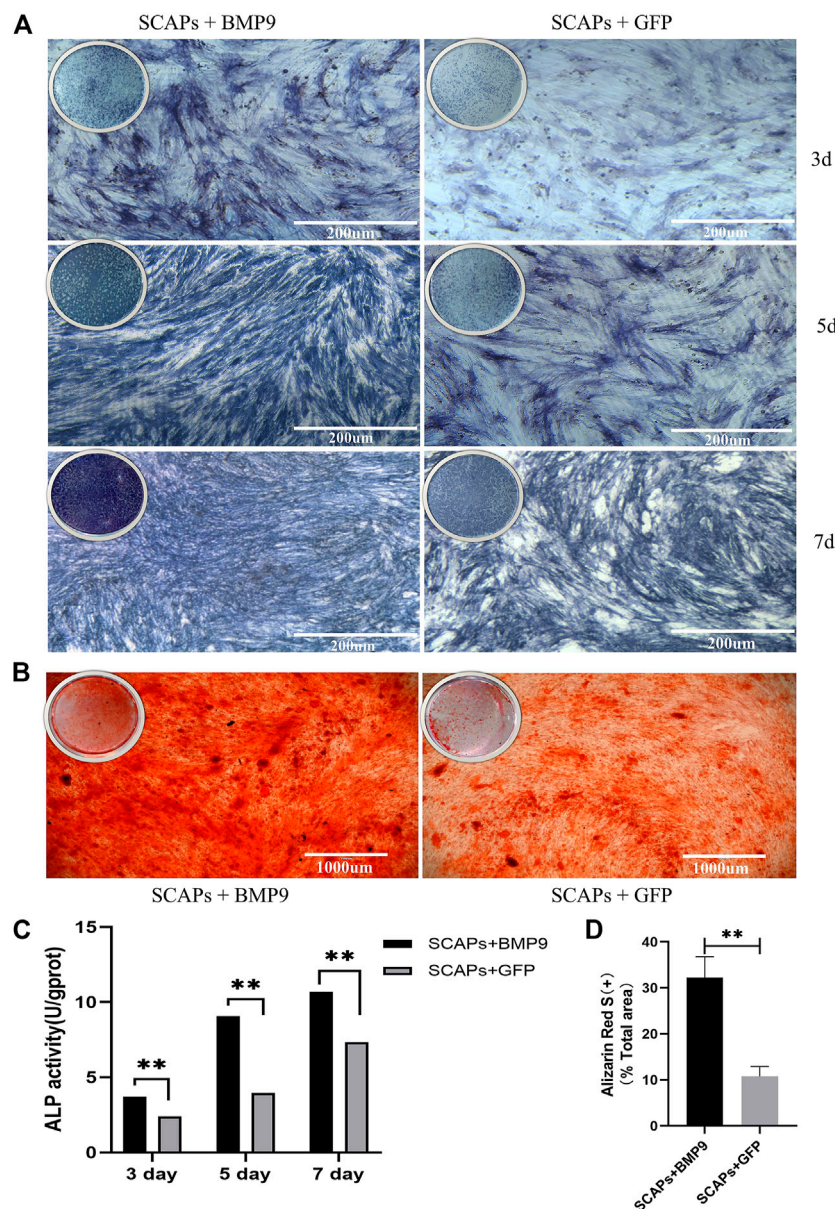 A
SCAPs + BMP9
SCAPs + GFP
200um
200um
3d
200um
200um
5d
200um
200um
7d
B
1000um
1000um
SCAPs + BMP9
SCAPs + GFP
C
ALP activity(U/gprot)
15
10
5
0
**
**
**
3 day
5 day
7 day
SCAPs+BMP9
SCAPs+GFP
D
Alizarin Red S(+)
(% Total area)
40
30
20
10
0
**
SCAPs+BMP9
SCAPs+GFP